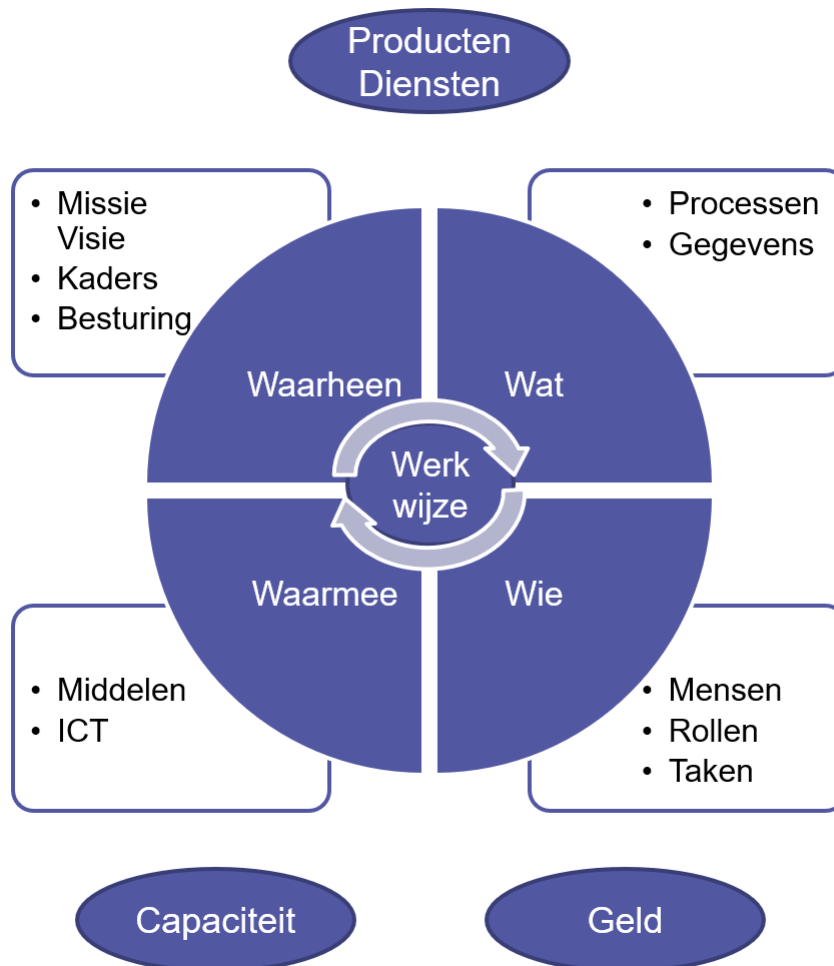 Producten
Diensten
• Missie
Visie
• Kaders
• Besturing
• Processen
• Gegevens
Waarheen
Wat
Werk
wijze
Waarmee
Wie
• Middelen
• ICT
• Mensen
• Rollen
• Taken
Capaciteit
Geld